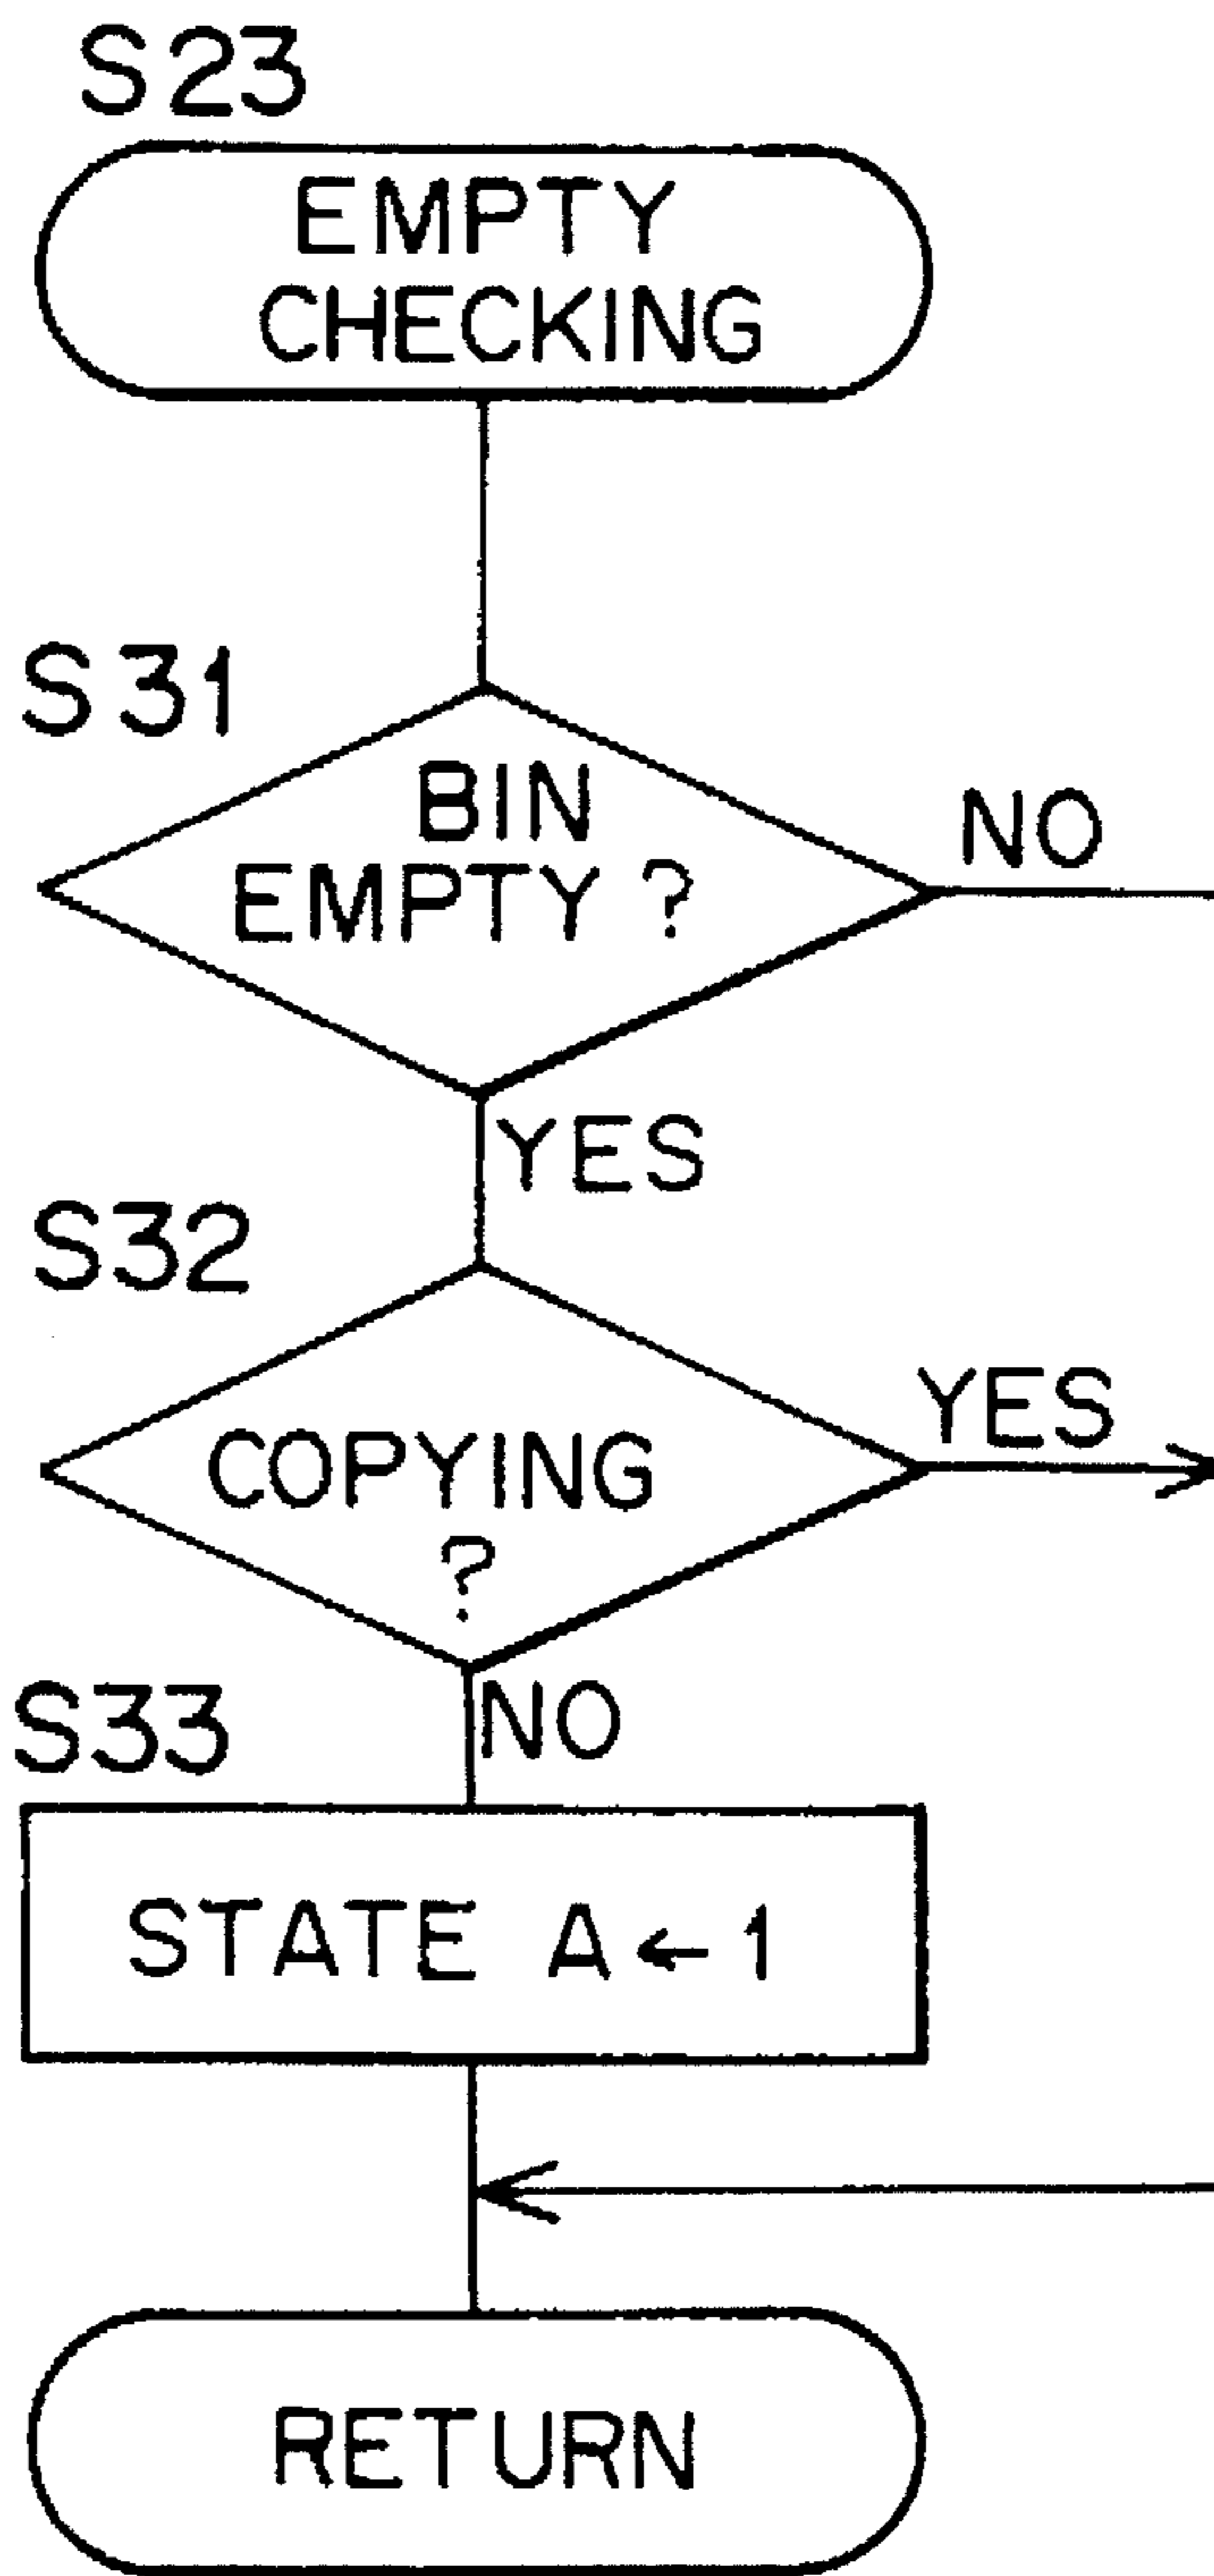 S23
EMPTY
CHECKING
S31
BIN
EMPTY ?
NO
YES
S32
COPYING
?
YES
NO
S33
STATE A ← 1
RETURN